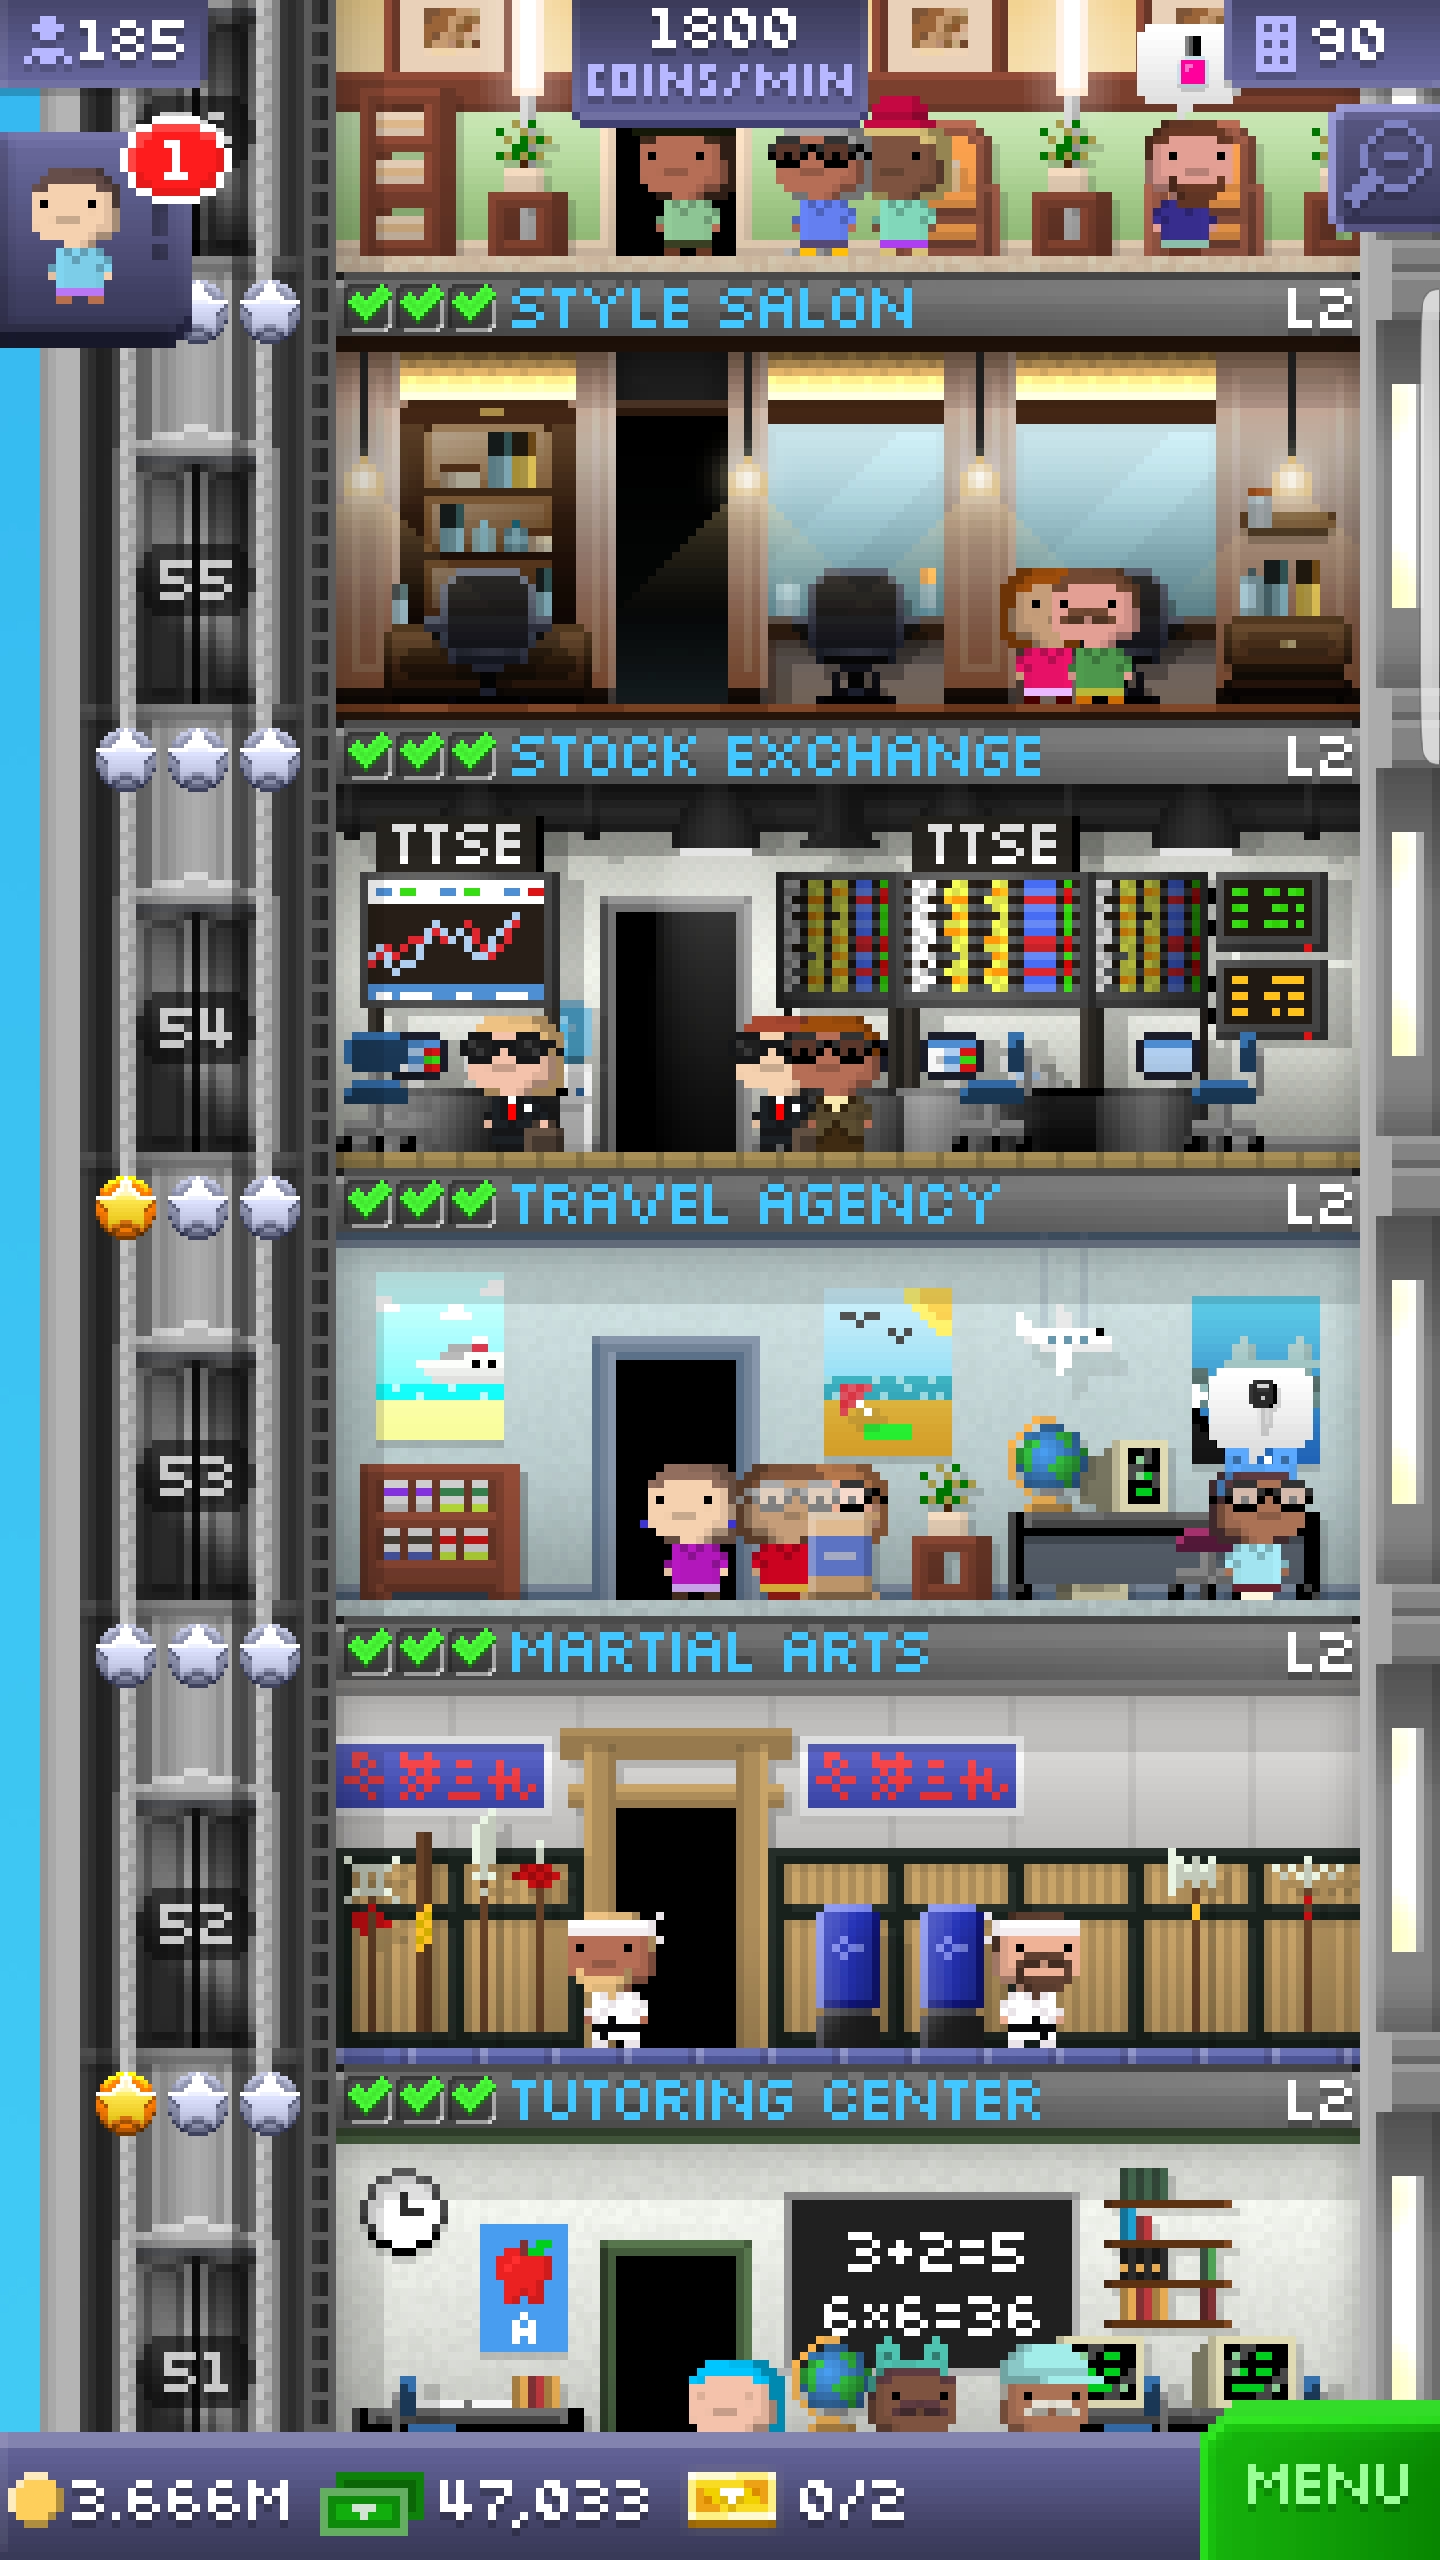 185
1800
COINS/MIN
90
1
STYLE SALON L2
55
STOCK EXCHANGE L2
TTSE TTSE
54
TRAVEL AGENCY L2
53
MARTIAL ARTS L2
52
TUTORING CENTER L2
3+2=5
6×6=36
A
51
3.666M 47,033 0/2
MENU